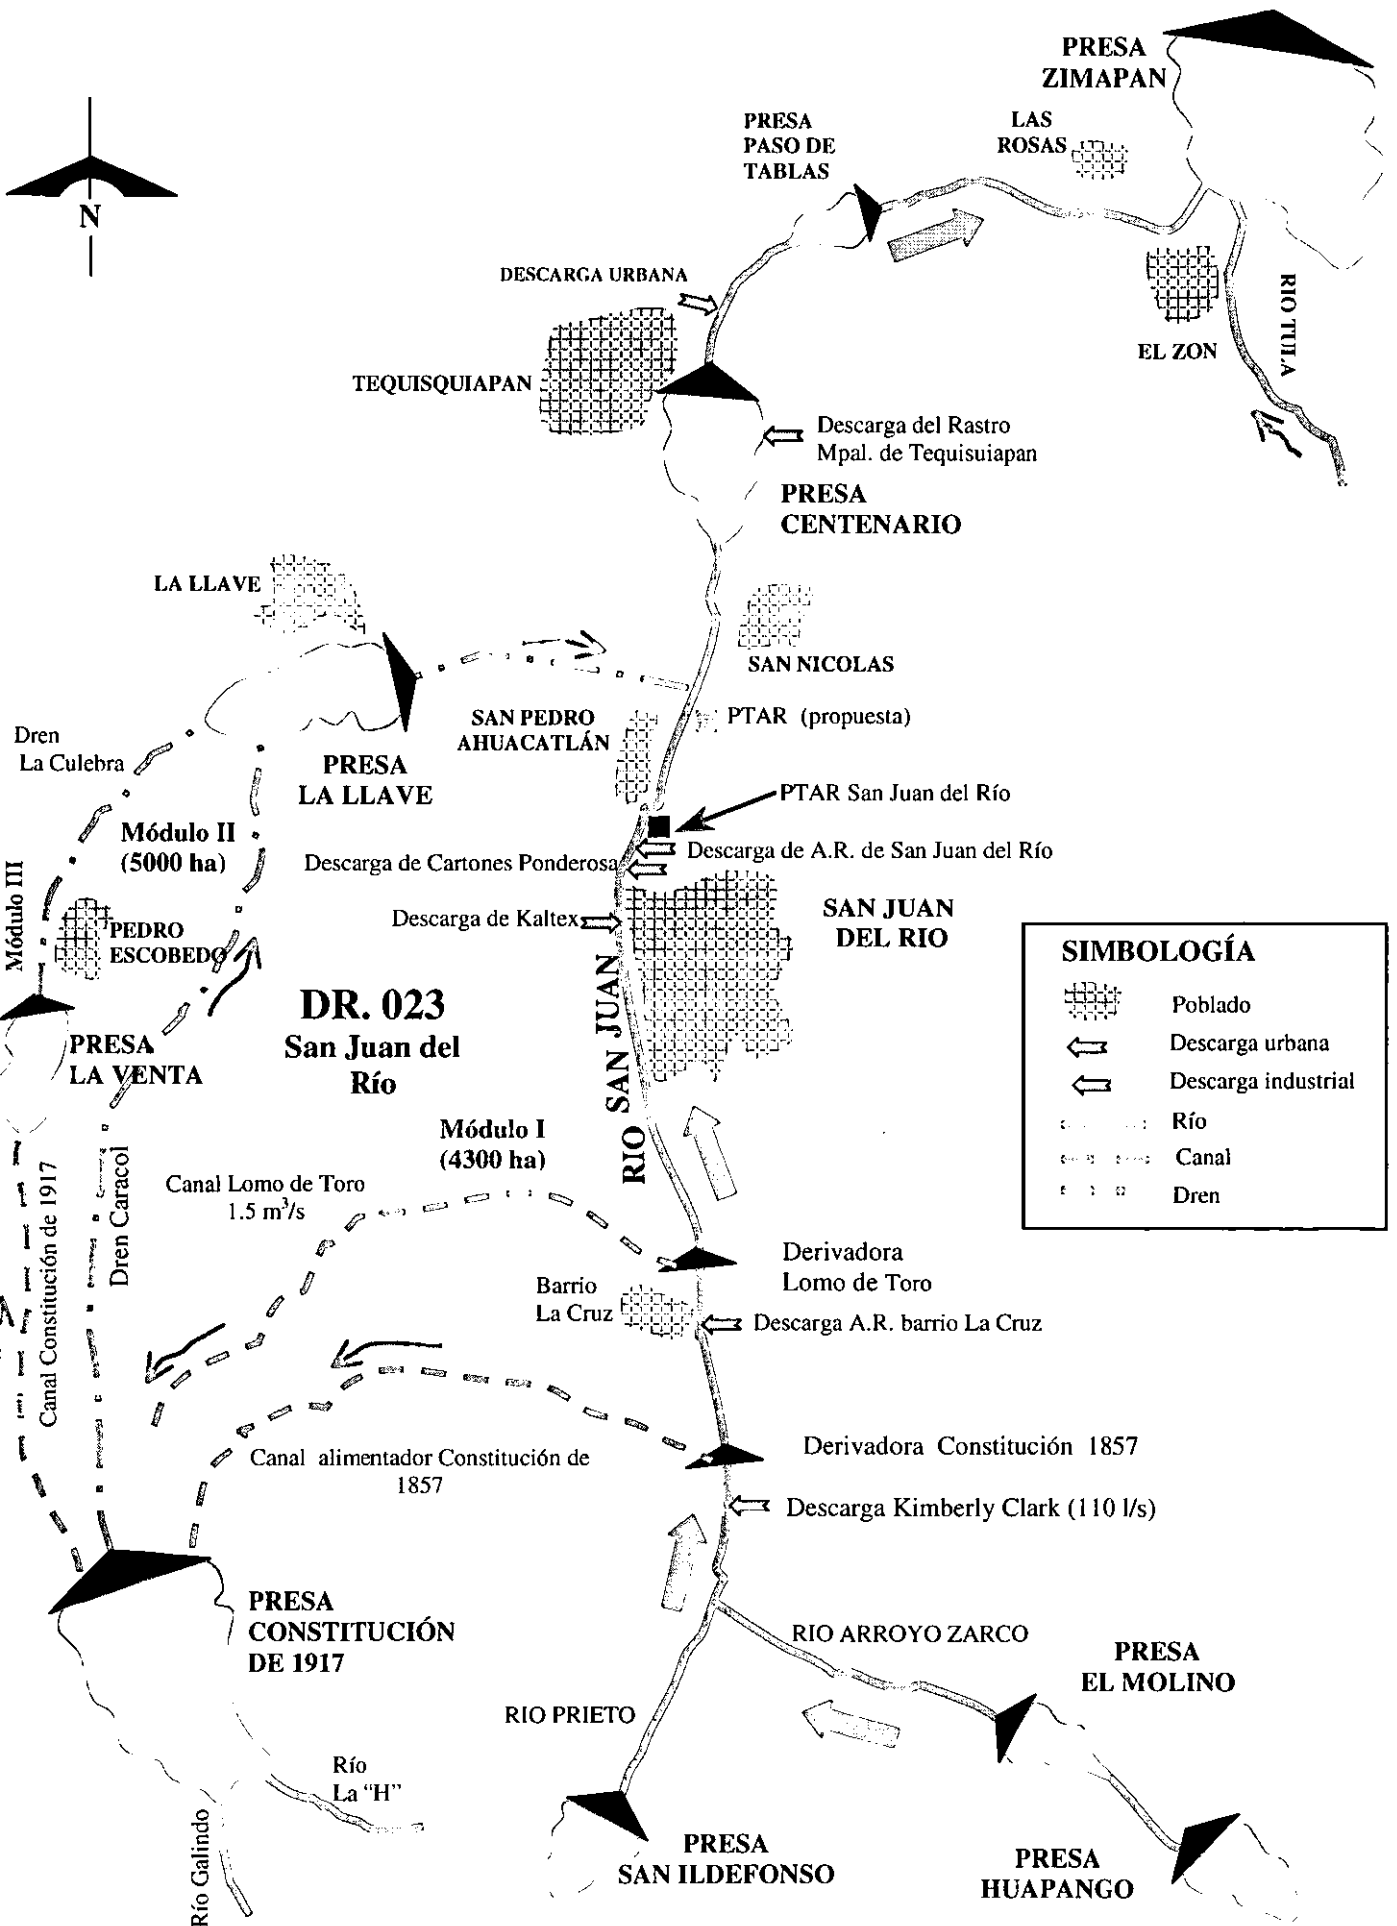 PRESA
ZIMAPAN
LAS
ROSAS
PRESA
PASO DE
TABLAS
N
DESCARGA URBANA
RIO TULA
EL ZON
TEQUISQUIAPAN
Descarga del Rastro
Mpal. de Tequisuiapan
PRESA
CENTENARIO
LA LLAVE
SAN NICOLAS
SAN PEDRO
AHUACATLÁN
PTAR (propuesta)
Dren
La Culebra
PRESA
LA LLAVE
PTAR San Juan del Río
Módulo II
(5000 ha)
Descarga de Cartones Ponderosa
Descarga de A.R. de San Juan del Río
Módulo III
Descarga de Kaltex
SAN JUAN
DEL RIO
PEDRO
ESCOBEDO
DR. 023
San Juan del
Río
RIO SAN JUAN
PRESA
LA VENTA
SIMBOLOGÍA
Poblado
Descarga urbana
Descarga industrial
Río
Canal
Dren
Módulo I
(4300 ha)
Canal Lomo de Toro
1.5 m³/s
Canal Constitución de 1917
Dren Caracol
Derivadora
Lomo de Toro
Barrio
La Cruz
Descarga A.R. barrio La Cruz
Canal alimentador Constitución de
1857
Derivadora Constitución 1857
Descarga Kimberly Clark (110 l/s)
PRESA
CONSTITUCIÓN
DE 1917
RIO ARROYO ZARCO
PRESA
EL MOLINO
RIO PRIETO
Río
La "H"
Río Galindo
PRESA
SAN ILDEFONSO
PRESA
HUAPANGO